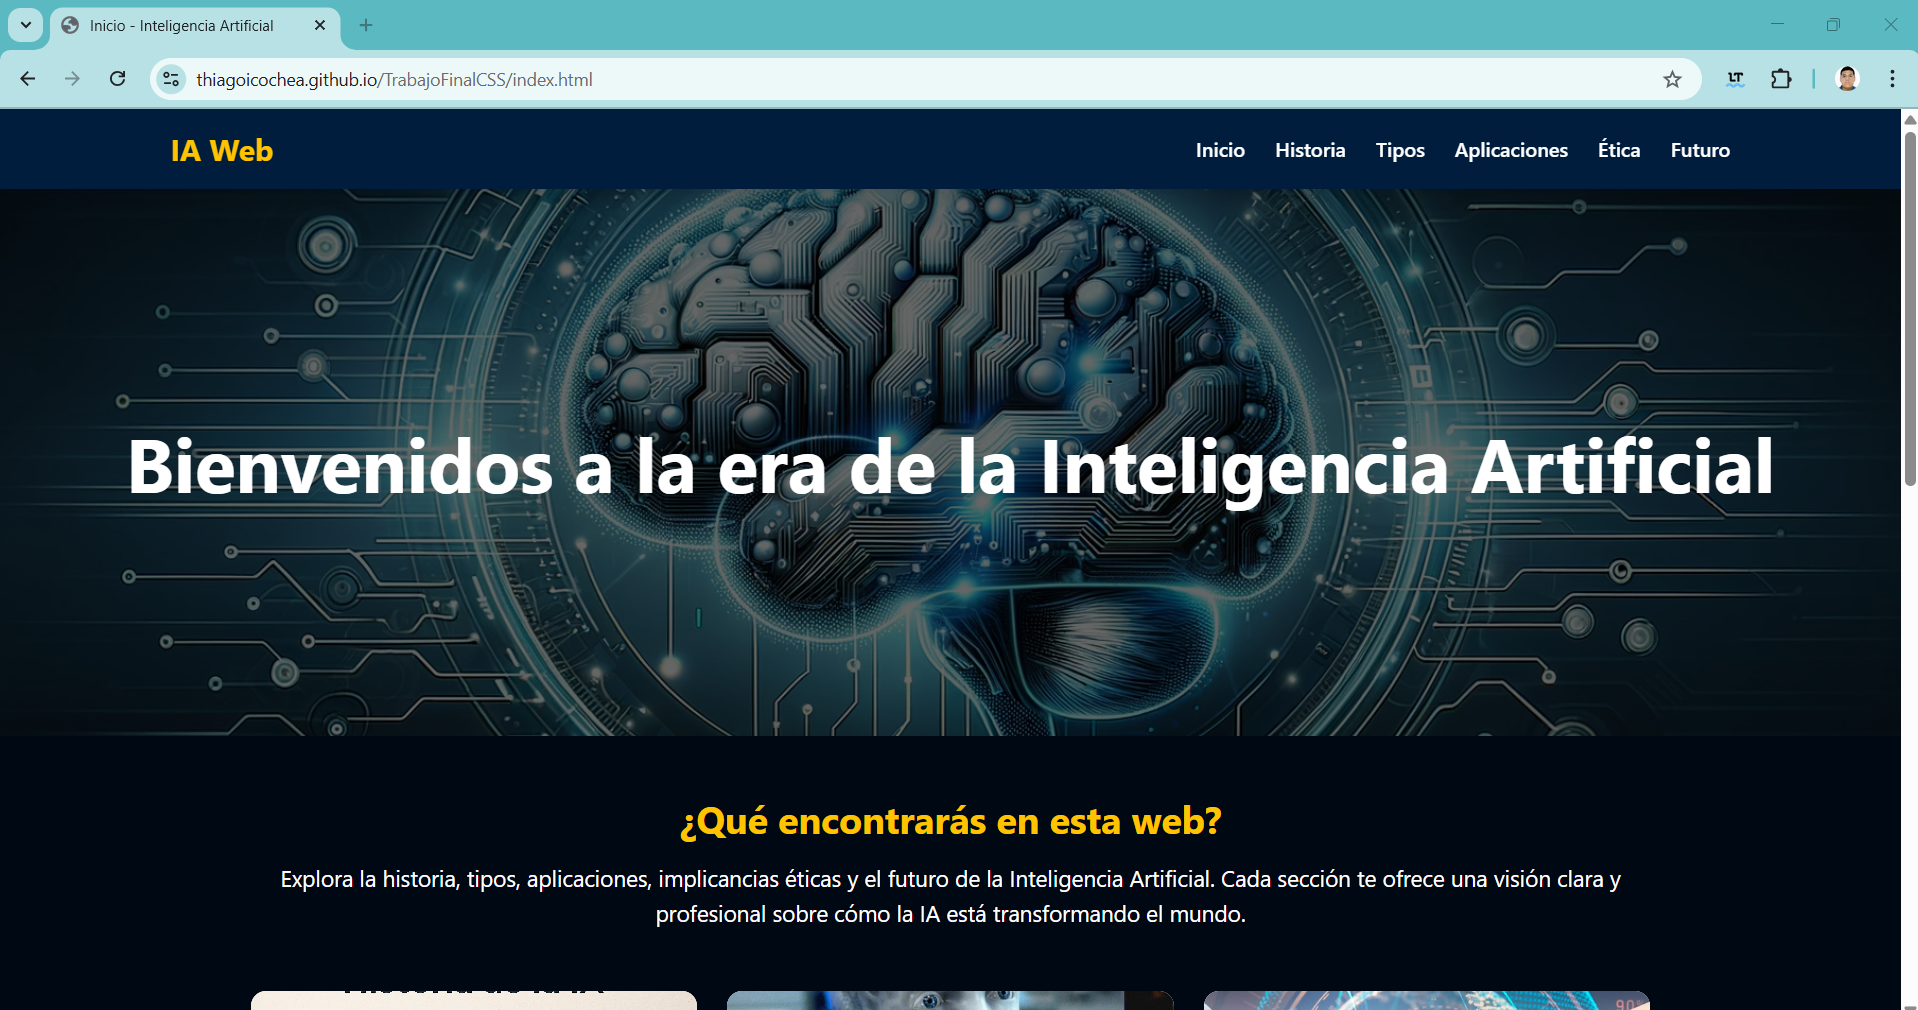 Inicio - Inteligencia Artificial
thiagoicochea.github.io/TrabajoFinalCSS/index.html
LT
IA Web
Inicio Historia Tipos Aplicaciones Ética Futuro
Bienvenidos a la era de la Inteligencia Artificial
¿Qué encontrarás en esta web?
Explora la historia, tipos, aplicaciones, implicancias éticas y el futuro de la Inteligencia Artificial. Cada sección te ofrece una visión clara y
profesional sobre cómo la IA está transformando el mundo.